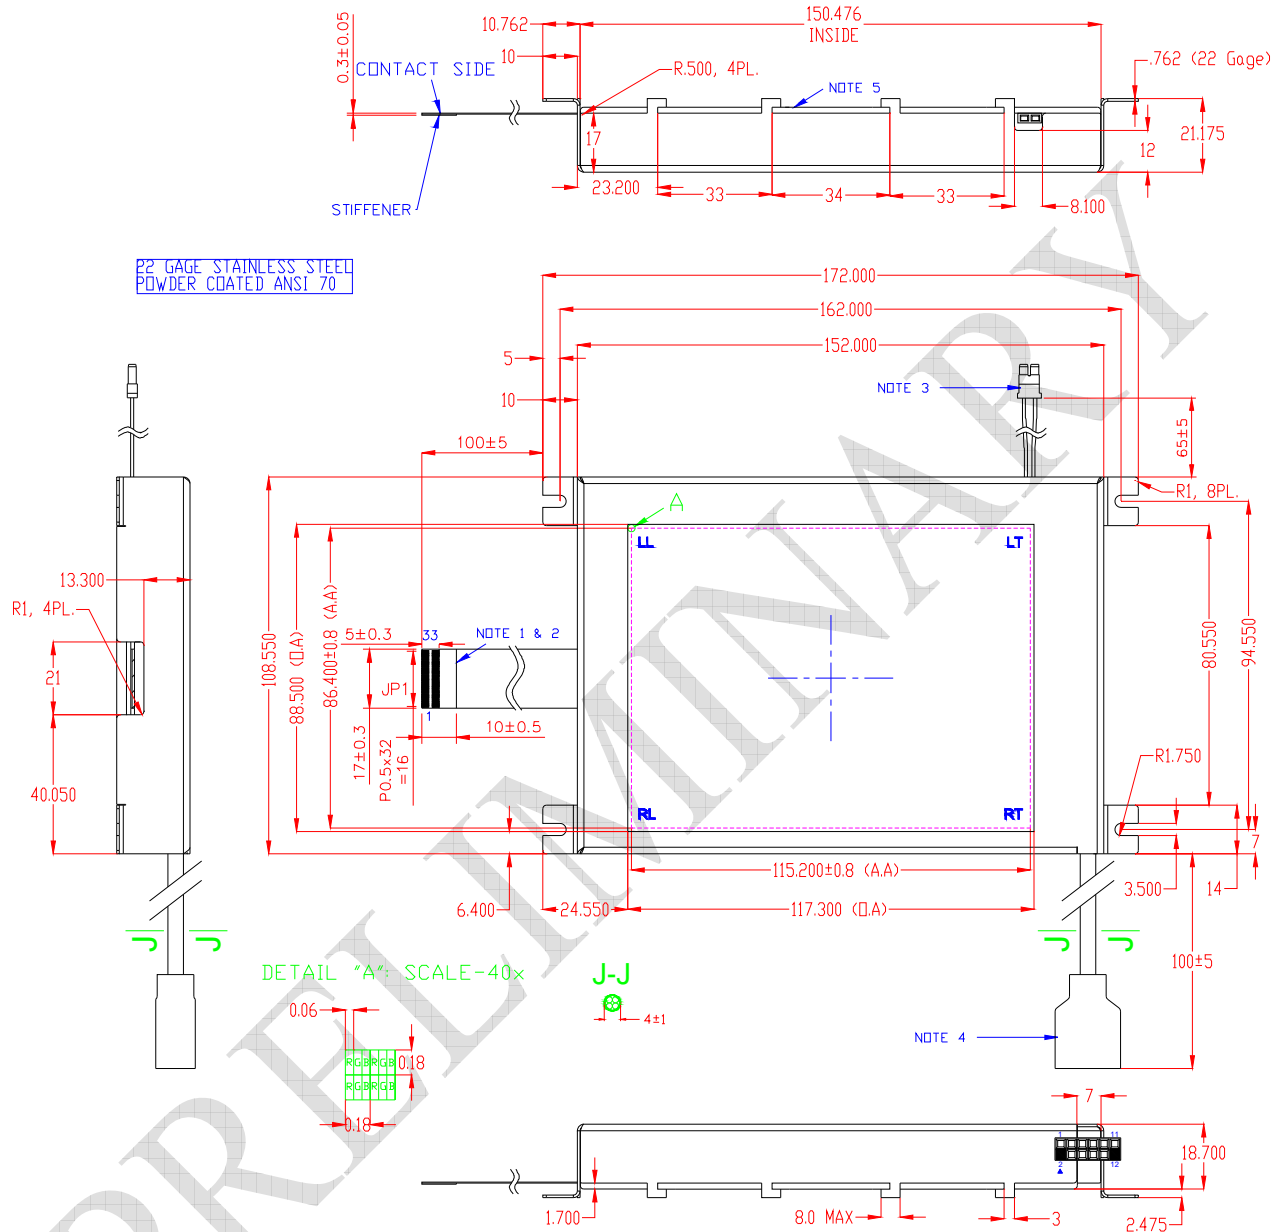 150.476
INSIDE
10.762
10
0.3±0.05
CONTACT SIDE
R.500, 4PL.
NOTE 5
.762 (22 Gage)
17
21.175
12
23.200
33
34
33
8.100
STIFFENER
22 GAGE STAINLESS STEEL
POWDER COATED ANSI 70
172.000
162.000
152.000
5
10
NOTE 3
100±5
65±5
R1, 8PL.
A
LL
LT
13.300
R1, 4PL.
21
40.050
108.550
88.500 (O.A)
86.400±0.8 (A.A)
5±0.3
33
NOTE 1 & 2
JP1
1
10±0.5
17±0.3
P0.5x32
=16
80.550
94.550
R1.750
RL
RT
7
115.200±0.8 (A.A)
3.500
14
6.400
24.550
117.300 (O.A)
J
J
J
J
100±5
DETAIL "A": SCALE-40x
J-J
0.06
4±1
NOTE 4
R G B R G B
0.18
R G B R G B
0.18
7
1
11
2
12
18.700
1.700
8.0 MAX
3
2.475
PRELIMINARY